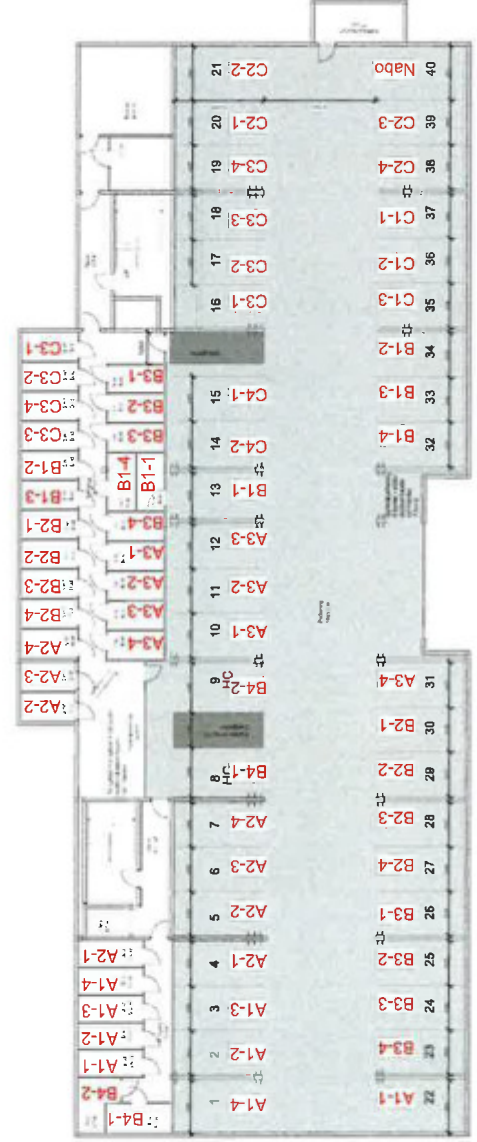 21 C2-2
20 C2-1
19 C3-4
18 C3-3
17 C3-2
16 C3-1
15 C4-1
14 C4-2
13 B1-1
12 A3-3
11 A3-2
10 A3-1
9 HC B4-2
8 HC B4-1
7 A2-4
6 A2-3
5 A2-2
4 A2-1
3 A1-3
2 A1-2
1 A1-4
Nabo 40
C2-3 39
C2-4 38
C1-1 37
C1-2 36
C1-3 35
B1-2 34
B1-3 33
B1-4 32
A3-4 31
B2-1 30
B2-2 29
B2-3 28
B2-4 27
B3-1 26
B3-2 25
B3-3 24
B3-4 23
A1-1 22
C3-1
C3-2
C3-4
C3-3
B1-2
B1-3
B2-1
B2-2
B2-3
B2-4
A2-4
A2-3
A2-2
B3-1
B3-2
B3-3
B1-4
B1-1
B3-4
A3-1
A3-2
A3-3
A3-4
A2-1
A1-4
A1-3
A1-2
A1-1
B4-2
B4-1